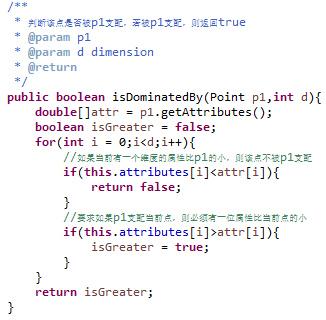 /**
 * 判断该点是否被p1支配，若被p1支配，则返回true
 * @param p1
 * @param d dimension
 * @return
 */
public boolean isDominatedBy(Point p1,int d){
    double[]attr = p1.getAttributes();
    boolean isGreater = false;
    for(int i = 0;i<d;i++){
        //如果当前有一个维度的属性比p1的小，则该点不被p1支配
        if(this.attributes[i]<attr[i]){
            return false;
        }
        //要求如果是p1支配当前点，则必须有一位属性比当前点的小
        if(this.attributes[i]>attr[i]){
            isGreater = true;
        }
    }
    return isGreater;
}